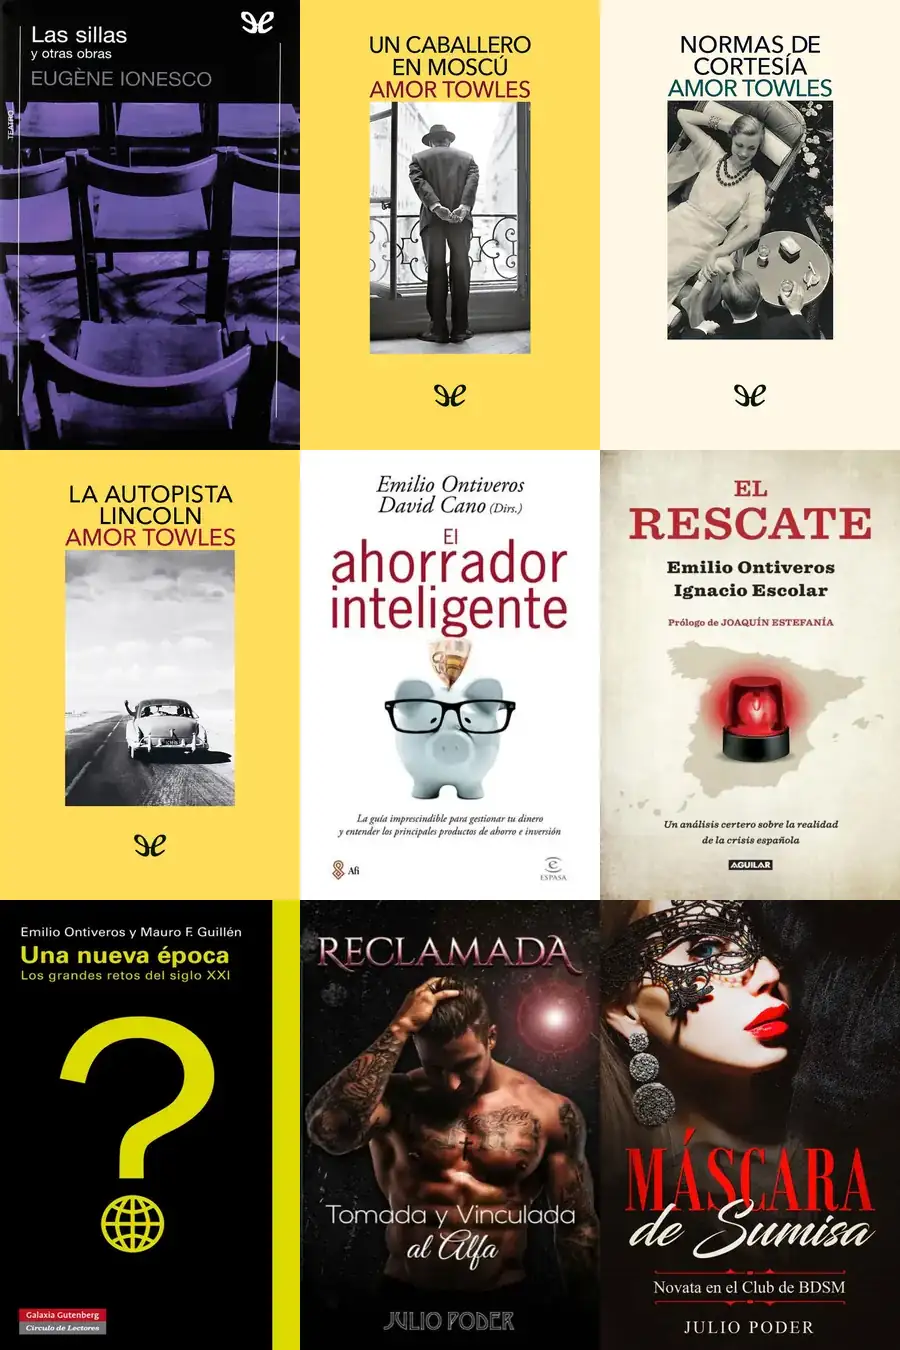 Las sillas
y otras obras
EUGÈNE IONESCO
TEATRO
UN CABALLERO
EN MOSCÚ
AMOR TOWLES
NORMAS DE
CORTESÍA
AMOR TOWLES
LA AUTOPISTA
LINCOLN
AMOR TOWLES
Emilio Ontiveros
David Cano (Dirs.)
El
ahorrador
inteligente
La guía imprescindible para gestionar tu dinero
y entender los principales productos de ahorro e inversión
Afi
ESPASA
EL
RESCATE
Emilio Ontiveros
Ignacio Escolar
Prólogo de JOAQUÍN ESTEFANÍA
Un análisis certero sobre la realidad
de la crisis española
AGUILAR
Emilio Ontiveros y Mauro F. Guillén
Una nueva época
Los grandes retos del siglo XXI
Galaxia Gutenberg
Círculo de Lectores
RECLAMADA
Tomada y Vinculada
al Alfa
JULIO PODER
MÁSCARA
de Sumisa
Novata en el Club de BDSM
JULIO PODER